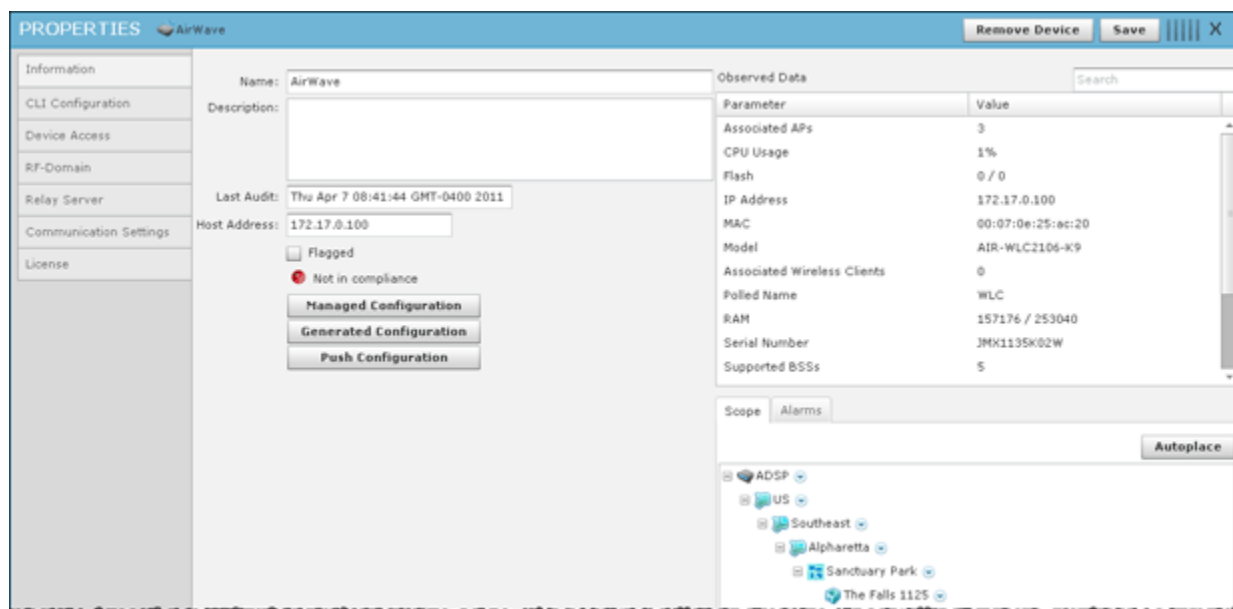 PROPERTIES AirWave Remove Device Save X
Information
CLI Configuration
Device Access
RF-Domain
Relay Server
Communication Settings
License
Name: AirWave
Description:
Last Audit: Thu Apr 7 08:41:44 GMT-0400 2011
Host Address: 172.17.0.100
Flagged
Not in compliance
Managed Configuration
Generated Configuration
Push Configuration
Observed Data Search
Parameter Value
Associated APs 3
CPU Usage 1%
Flash 0 / 0
IP Address 172.17.0.100
MAC 00:07:0e:25:ac:20
Model AIR-WLC2106-K9
Associated Wireless Clients 0
Polled Name WLC
RAM 157176 / 253040
Serial Number JMX1135K02W
Supported BSSs 5
Scope Alarms
Autoplace
ADSP
US
Southeast
Alpharetta
Sanctuary Park
The Falls 1125